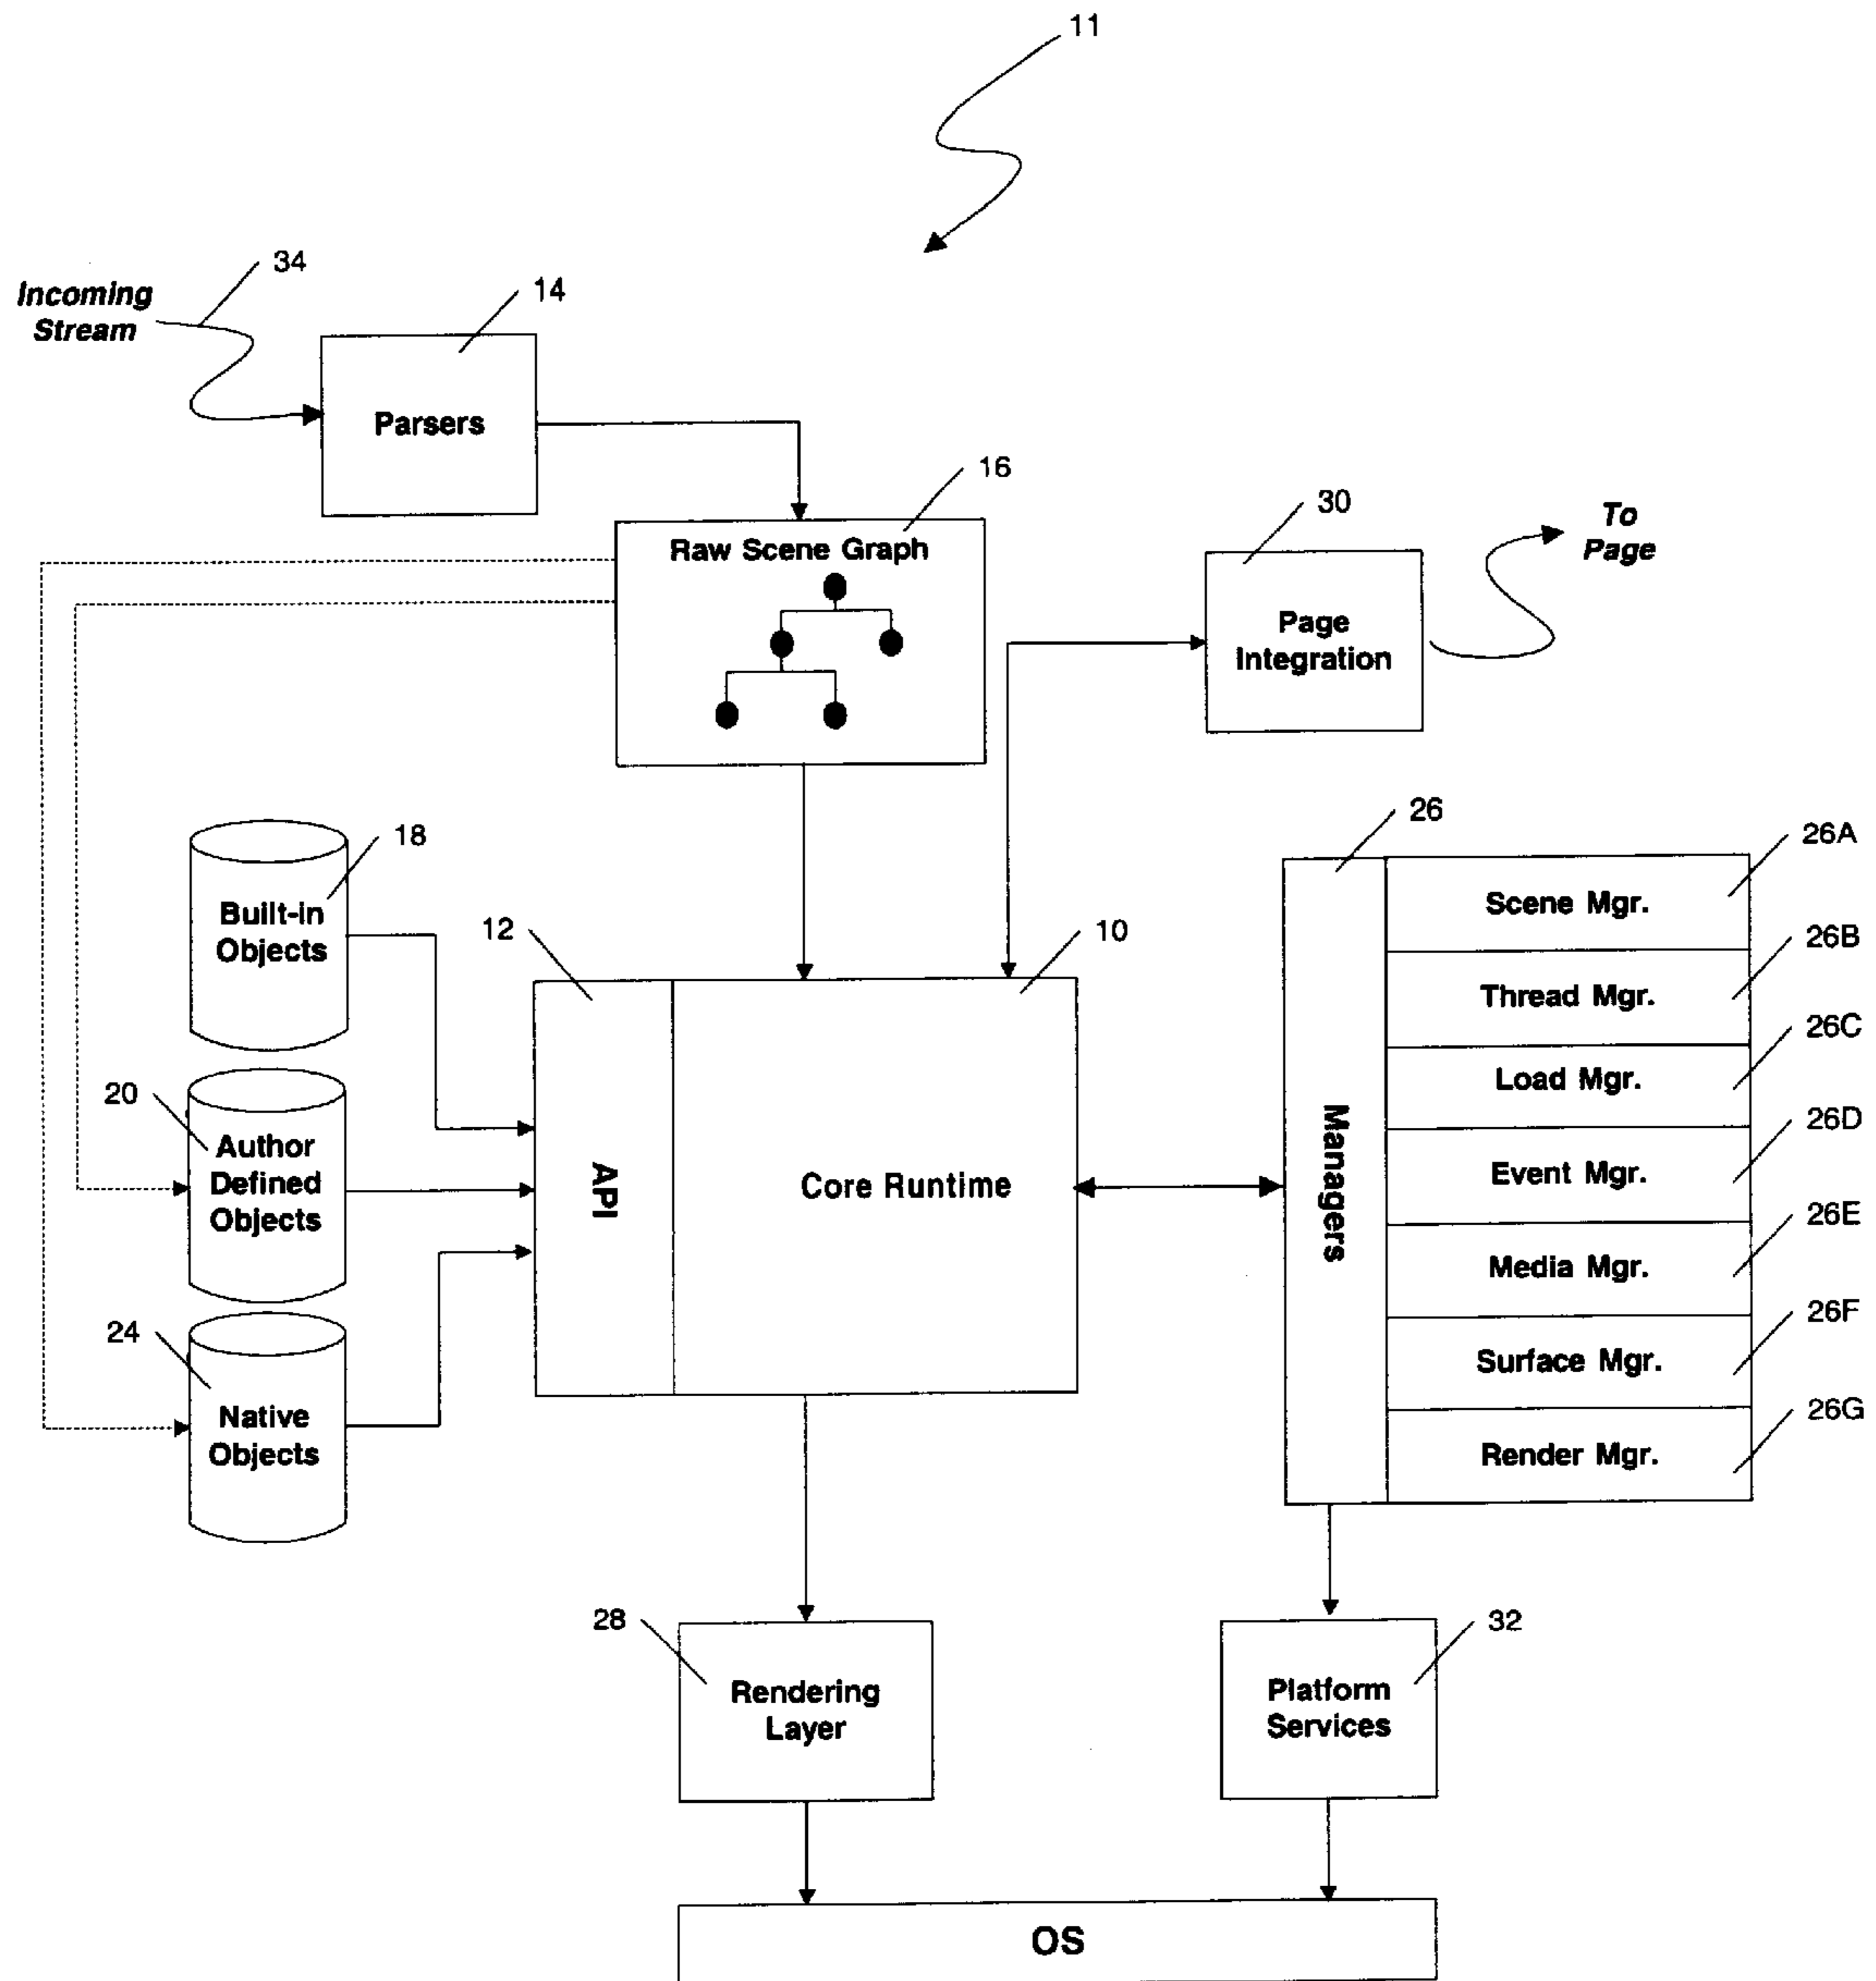 11
34
Incoming
Stream
14
Parsers
16
Raw Scene Graph
30
To
Page
Page
Integration
18
Built-in
Objects
12
10
26
26A
Scene Mgr.
26B
Thread Mgr.
26C
Load Mgr.
26D
Event Mgr.
26E
Media Mgr.
26F
Surface Mgr.
26G
Render Mgr.
Managers
20
Author
Defined
Objects
API
Core Runtime
24
Native
Objects
28
Rendering
Layer
32
Platform
Services
OS